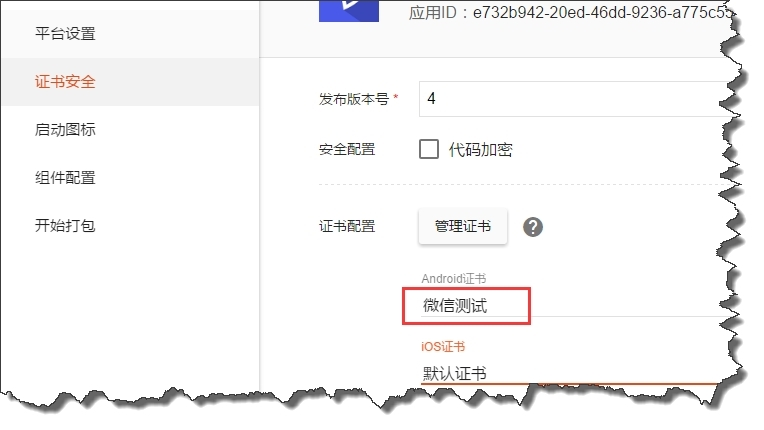 应用ID：e732b942-20ed-46dd-9236-a775c55
平台设置
证书安全
启动图标
组件配置
开始打包
发布版本号 * 4
安全配置 代码加密
证书配置 管理证书 ?
Android证书
微信测试
iOS证书
默认证书